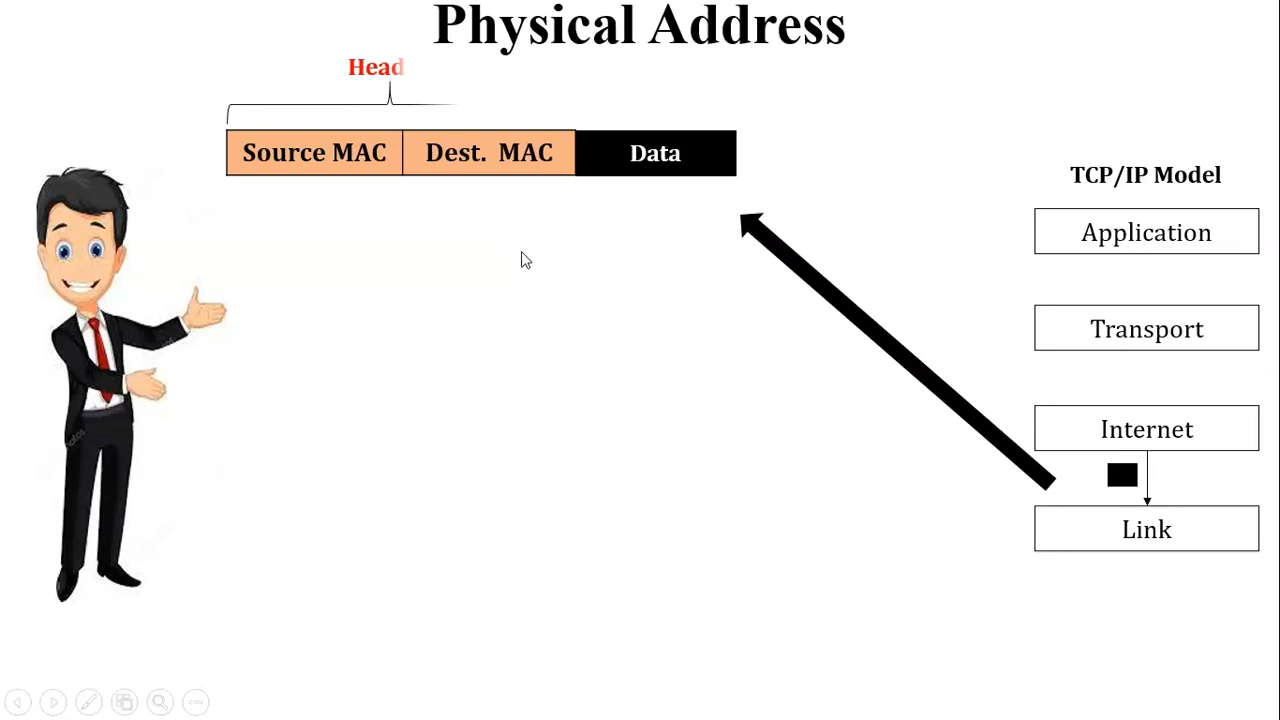 Physical Address
Head
Source MAC Dest. MAC Data
TCP/IP Model
Application
Transport
Internet
Link